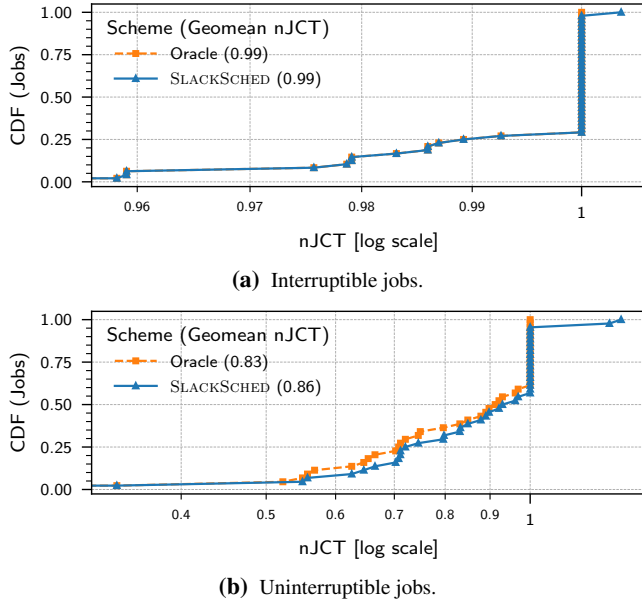 1.00
0.75
0.50
0.25
0.00
CDF (Jobs)
Scheme (Geomean nJCT)
Oracle (0.99)
SLACKSCHED (0.99)
0.96 0.97 0.98 0.99 1
nJCT [log scale]
(a) Interruptible jobs.
1.00
0.75
0.50
0.25
0.00
CDF (Jobs)
Scheme (Geomean nJCT)
Oracle (0.83)
SLACKSCHED (0.86)
0.4 0.5 0.6 0.7 0.8 0.9 1
nJCT [log scale]
(b) Uninterruptible jobs.